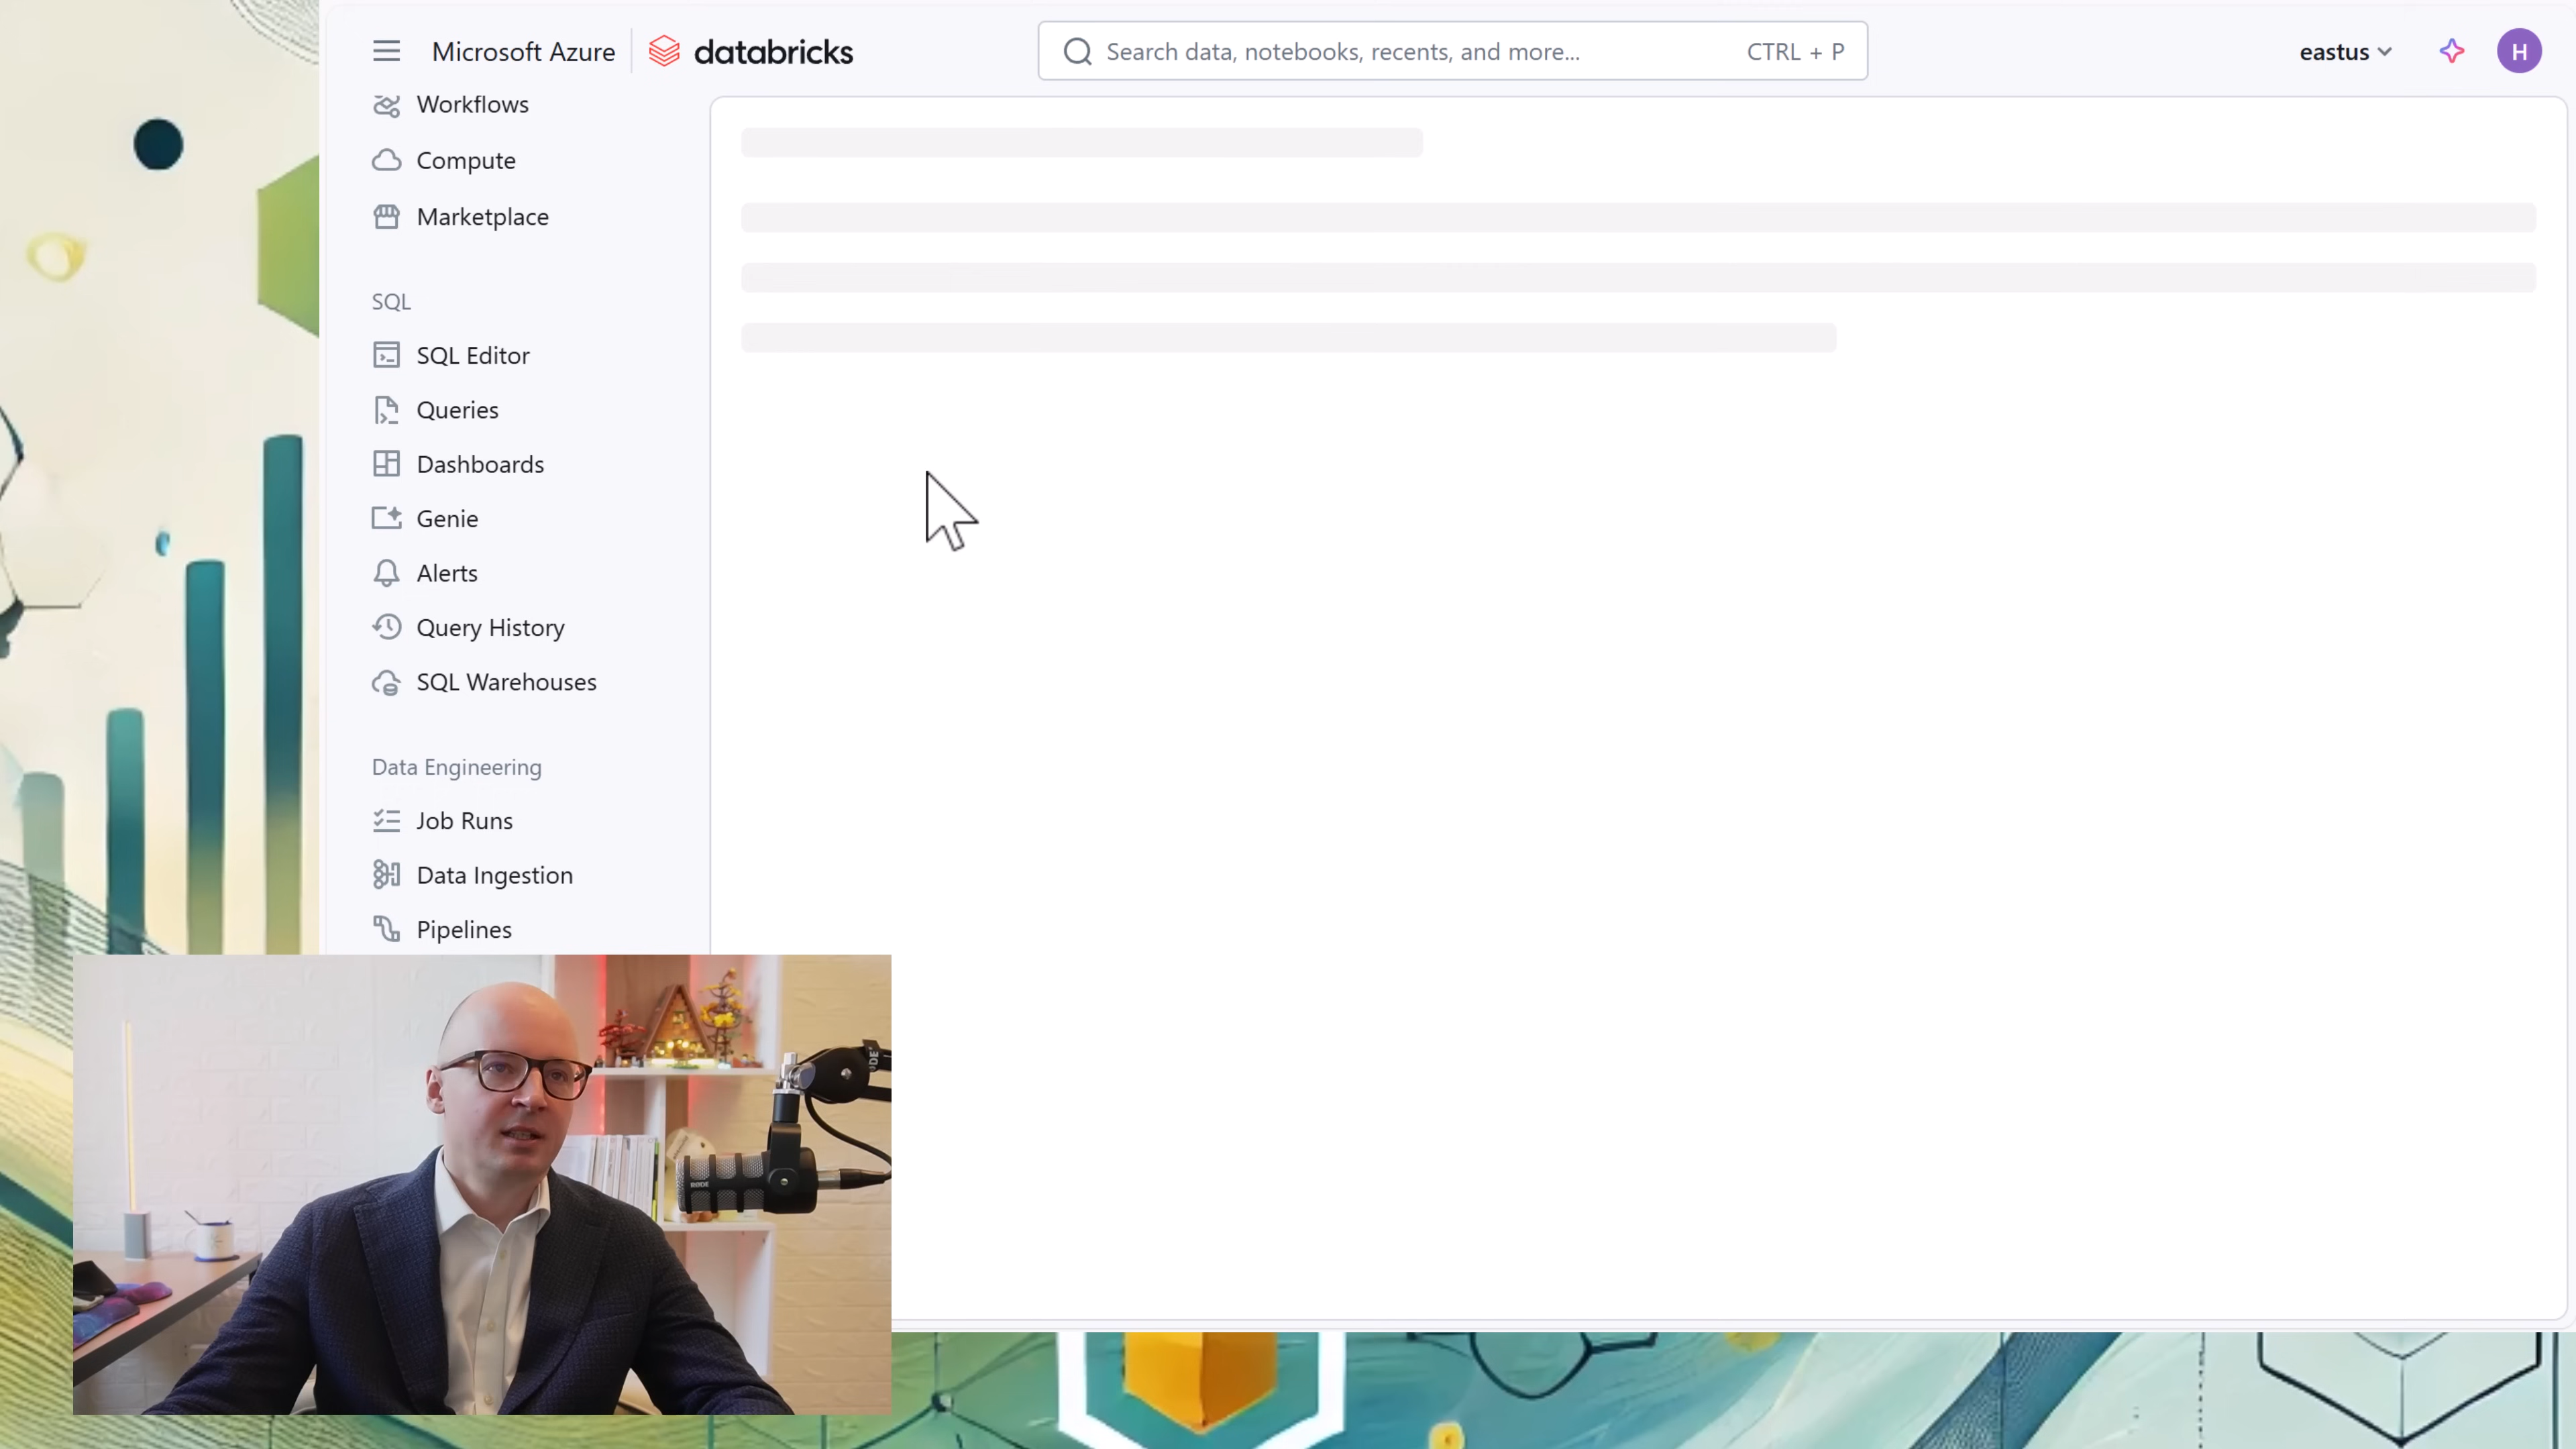 Microsoft Azure
databricks
Search data, notebooks, recents, and more...
CTRL + P
eastus
H
Workflows
Compute
Marketplace
SQL
SQL Editor
Queries
Dashboards
Genie
Alerts
Query History
SQL Warehouses
Data Engineering
Job Runs
Data Ingestion
Pipelines
RØDE